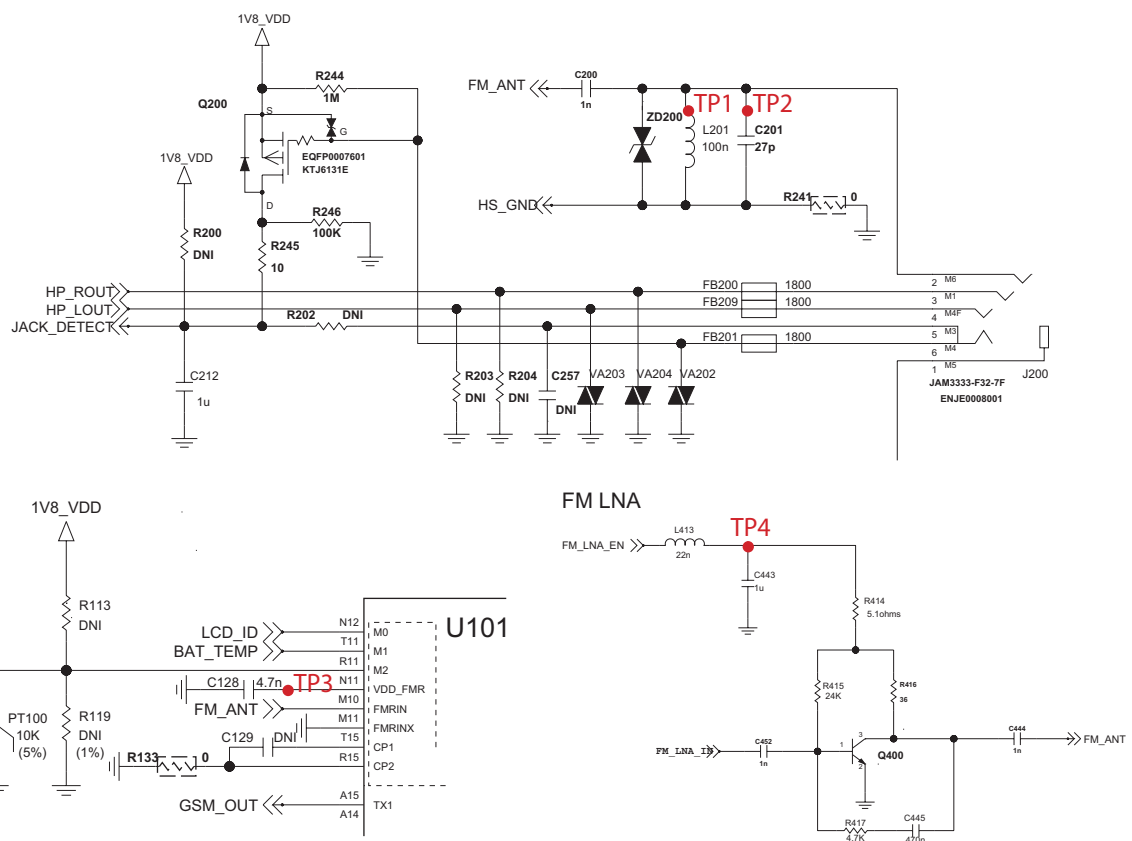 1V8_VDD
R244
1M
Q200
S
G
EQFP0007601
KTJ6131E
D
1V8_VDD
R200
DNI
R246
100K
R245
10
FM_ANT
C200
1n
ZD200
TP1
L201
100n
TP2
C201
27p
HS_GND
R241
0
HP_ROUT
HP_LOUT
JACK_DETECT
R202
DNI
FB200
1800
FB209
1800
FB201
1800
2
M6
3
M1
4
M4F
5
M3
6
M4
1
M5
J200
JAM3333-F32-7F
ENJE0008001
C212
1u
R203
DNI
R204
DNI
C257
DNI
VA203
VA204
VA202
1V8_VDD
R113
DNI
LCD_ID
BAT_TEMP
C128
4.7n
TP3
FM_ANT
C129
DNI
R133
0
GSM_OUT
PT100
10K
(5%)
R119
DNI
(1%)
U101
N12
M0
T11
M1
R11
M2
N11
VDD_FMR
M10
FMRIN
M11
FMRINX
T15
CP1
R15
CP2
A15
TX1
A14
FM LNA
FM_LNA_EN
L413
22n
TP4
C443
1u
R414
5.1ohms
R415
24K
R416
36
FM_LNA_IN
C452
1n
1
3
2
Q400
C444
1n
FM_ANT
R417
4.7K
C445
470n